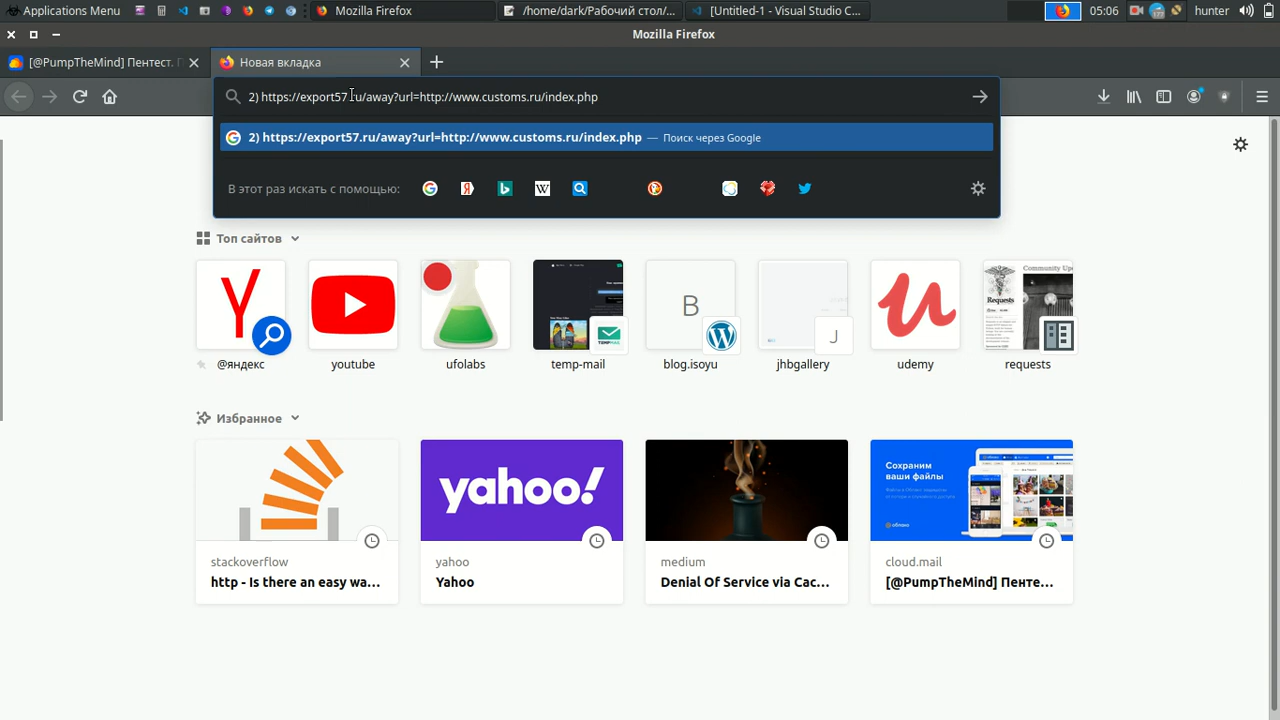 Applications Menu
Mozilla Firefox
/home/dark/Рабочий стол/...
[Untitled-1 - Visual Studio C...
05:06
hunter
Mozilla Firefox
[@PumpTheMind] Пентест. П
Новая вкладка
2) https://export57.ru/away?url=http://www.customs.ru/index.php
2) https://export57.ru/away?url=http://www.customs.ru/index.php — Поиск через Google
В этот раз искать с помощью:
Топ сайтов
B
J
Requests
TEMP MAIL
@яндекс
youtube
ufolabs
temp-mail
blog.isoyu
jhbgallery
udemy
requests
Избранное
yahoo!
Сохраним
ваши файлы
stackoverflow
http - Is there an easy wa...
yahoo
Yahoo
medium
Denial Of Service via Cac...
cloud.mail
[@PumpTheMind] Пенте...